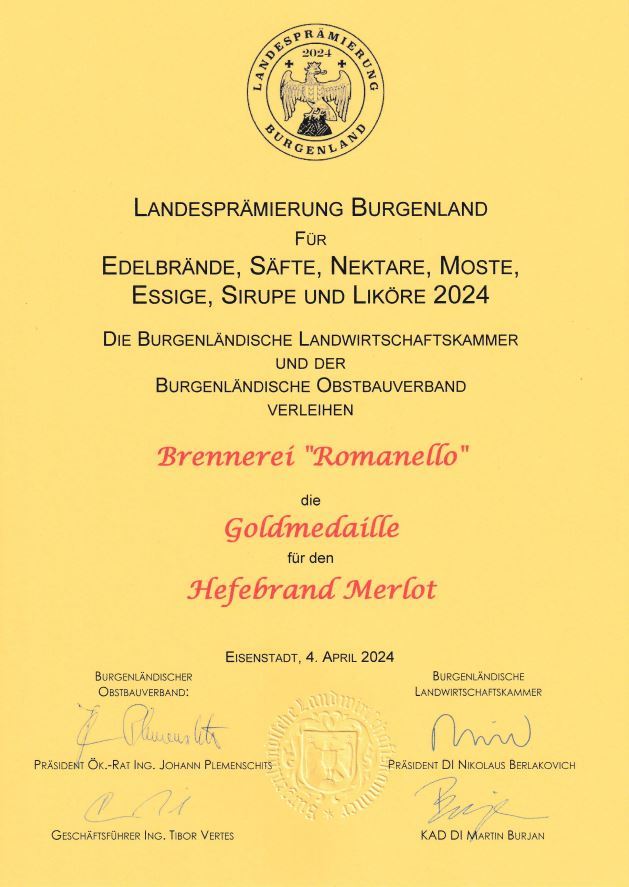 LANDESPRÄMIERUNG
2024
BURGENLAND
LANDESPRÄMIERUNG BURGENLAND
FÜR
EDELBRÄNDE, SÄFTE, NEKTARE, MOSTE,
ESSIGE, SIRUPE UND LIKÖRE 2024
DIE BURGENLÄNDISCHE LANDWIRTSCHAFTSKAMMER
UND DER
BURGENLÄNDISCHE OBSTBAUVERBAND
VERLEIHEN
Brennerei "Romanello"
die
Goldmedaille
für den
Hefebrand Merlot
EISENSTADT, 4. APRIL 2024
BURGENLÄNDISCHER
OBSTBAUVERBAND:
PRÄSIDENT ÖK.-RAT ING. JOHANN PLEMENSCHITS
GESCHÄFTSFÜHRER ING. TIBOR VERTES
BURGENLÄNDISCHE
LANDWIRTSCHAFTSKAMMER
PRÄSIDENT DI NIKOLAUS BERLAKOVICH
KAD DI MARTIN BURJAN
Burgenländische Landwirtschaftskammer